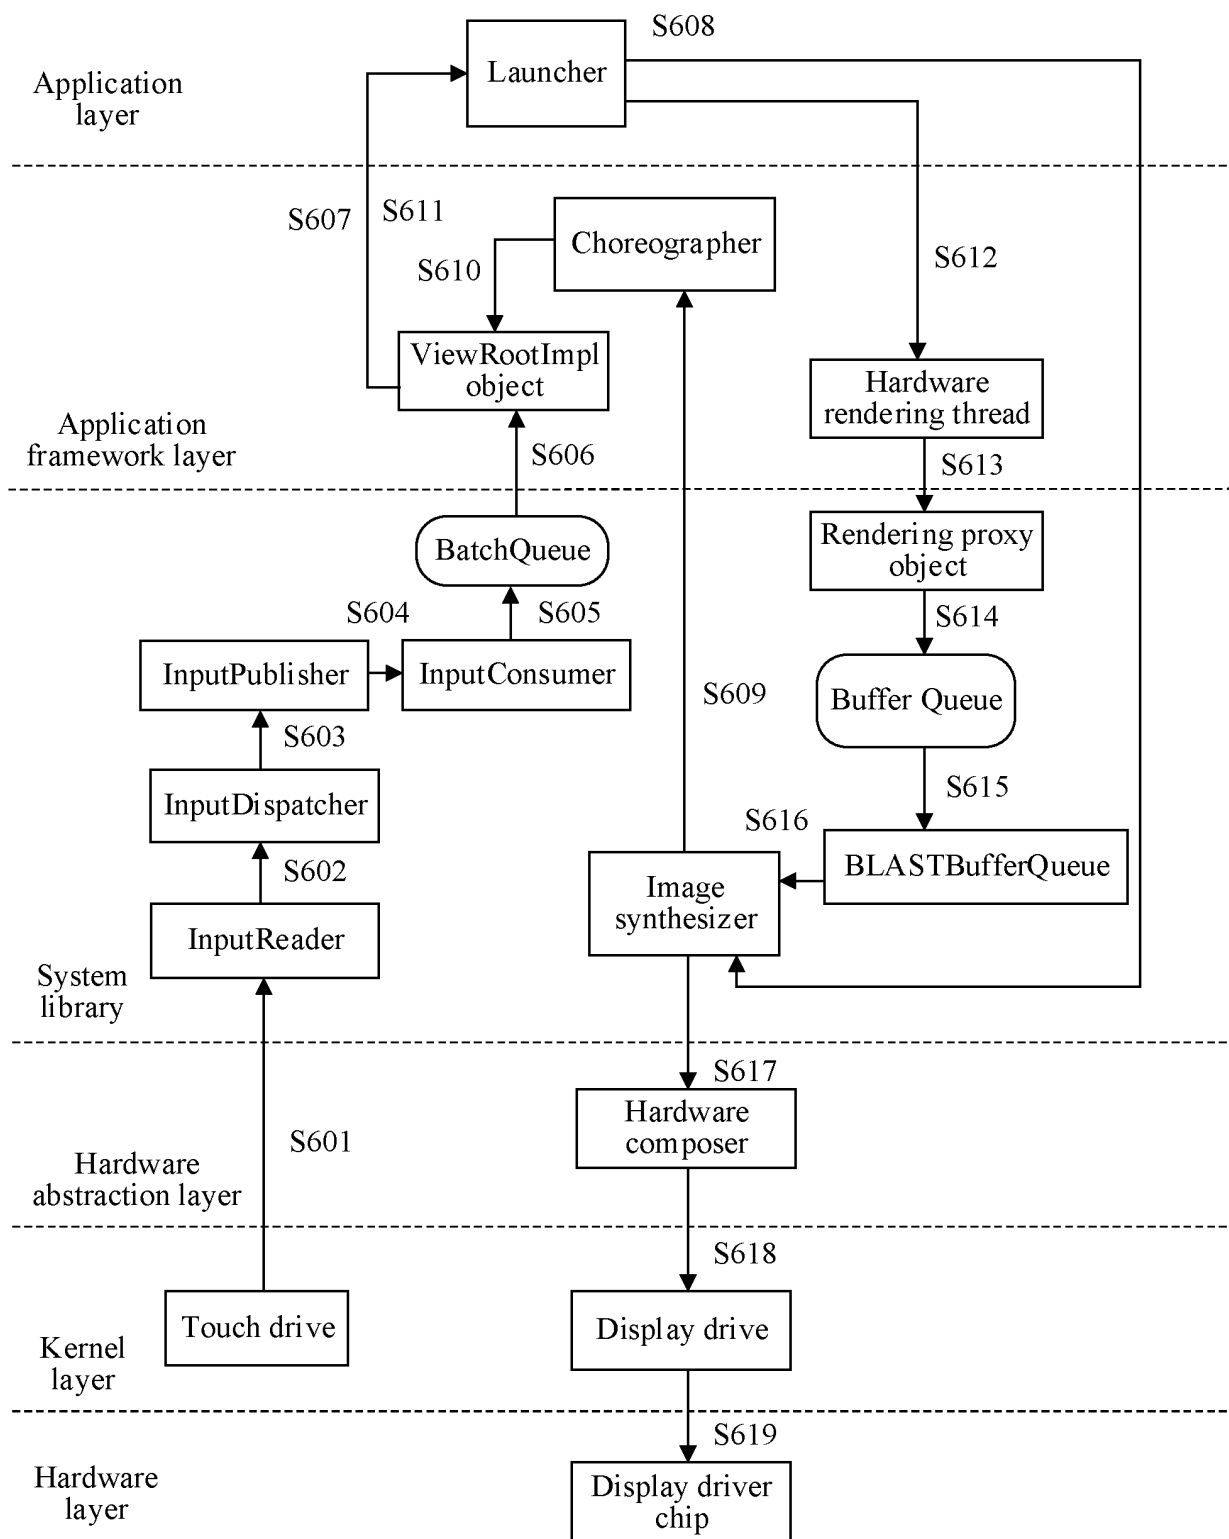 S608
Launcher
Application
layer
S607
S611
Choreographer
S610
S612
ViewRootImpl
object
Hardware
rendering thread
Application
framework layer
S606
S613
Rendering proxy
object
BatchQueue
S604
S605
S614
InputPublisher
InputConsumer
S609
Buffer Queue
S603
InputDispatcher
S615
S616
S602
BLASTBufferQueue
Image
synthesizer
InputReader
System
library
S617
Hardware
composer
S601
Hardware
abstraction layer
S618
Touch drive
Display drive
Kernel
layer
S619
Hardware
layer
Display driver
chip